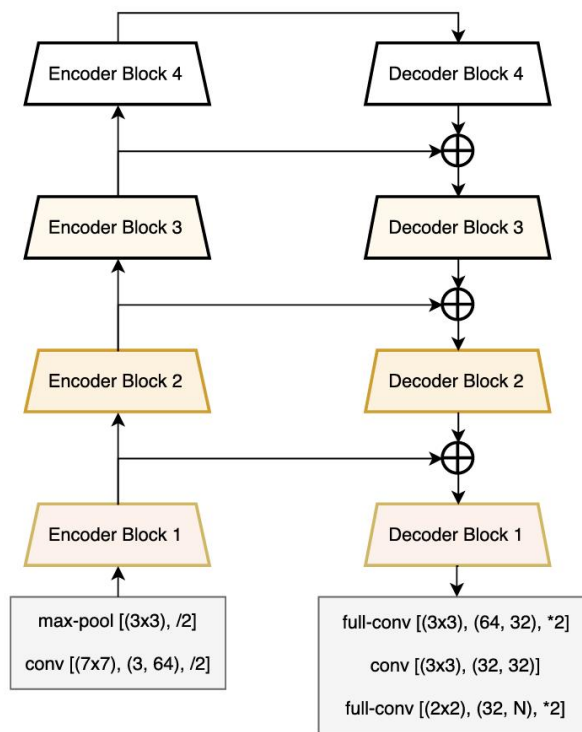 Encoder Block 4
Decoder Block 4
Encoder Block 3
Decoder Block 3
Encoder Block 2
Decoder Block 2
Encoder Block 1
Decoder Block 1
max-pool [(3x3), /2]
conv [(7x7), (3, 64), /2]
full-conv [(3x3), (64, 32), *2]
conv [(3x3), (32, 32)]
full-conv [(2x2), (32, N), *2]